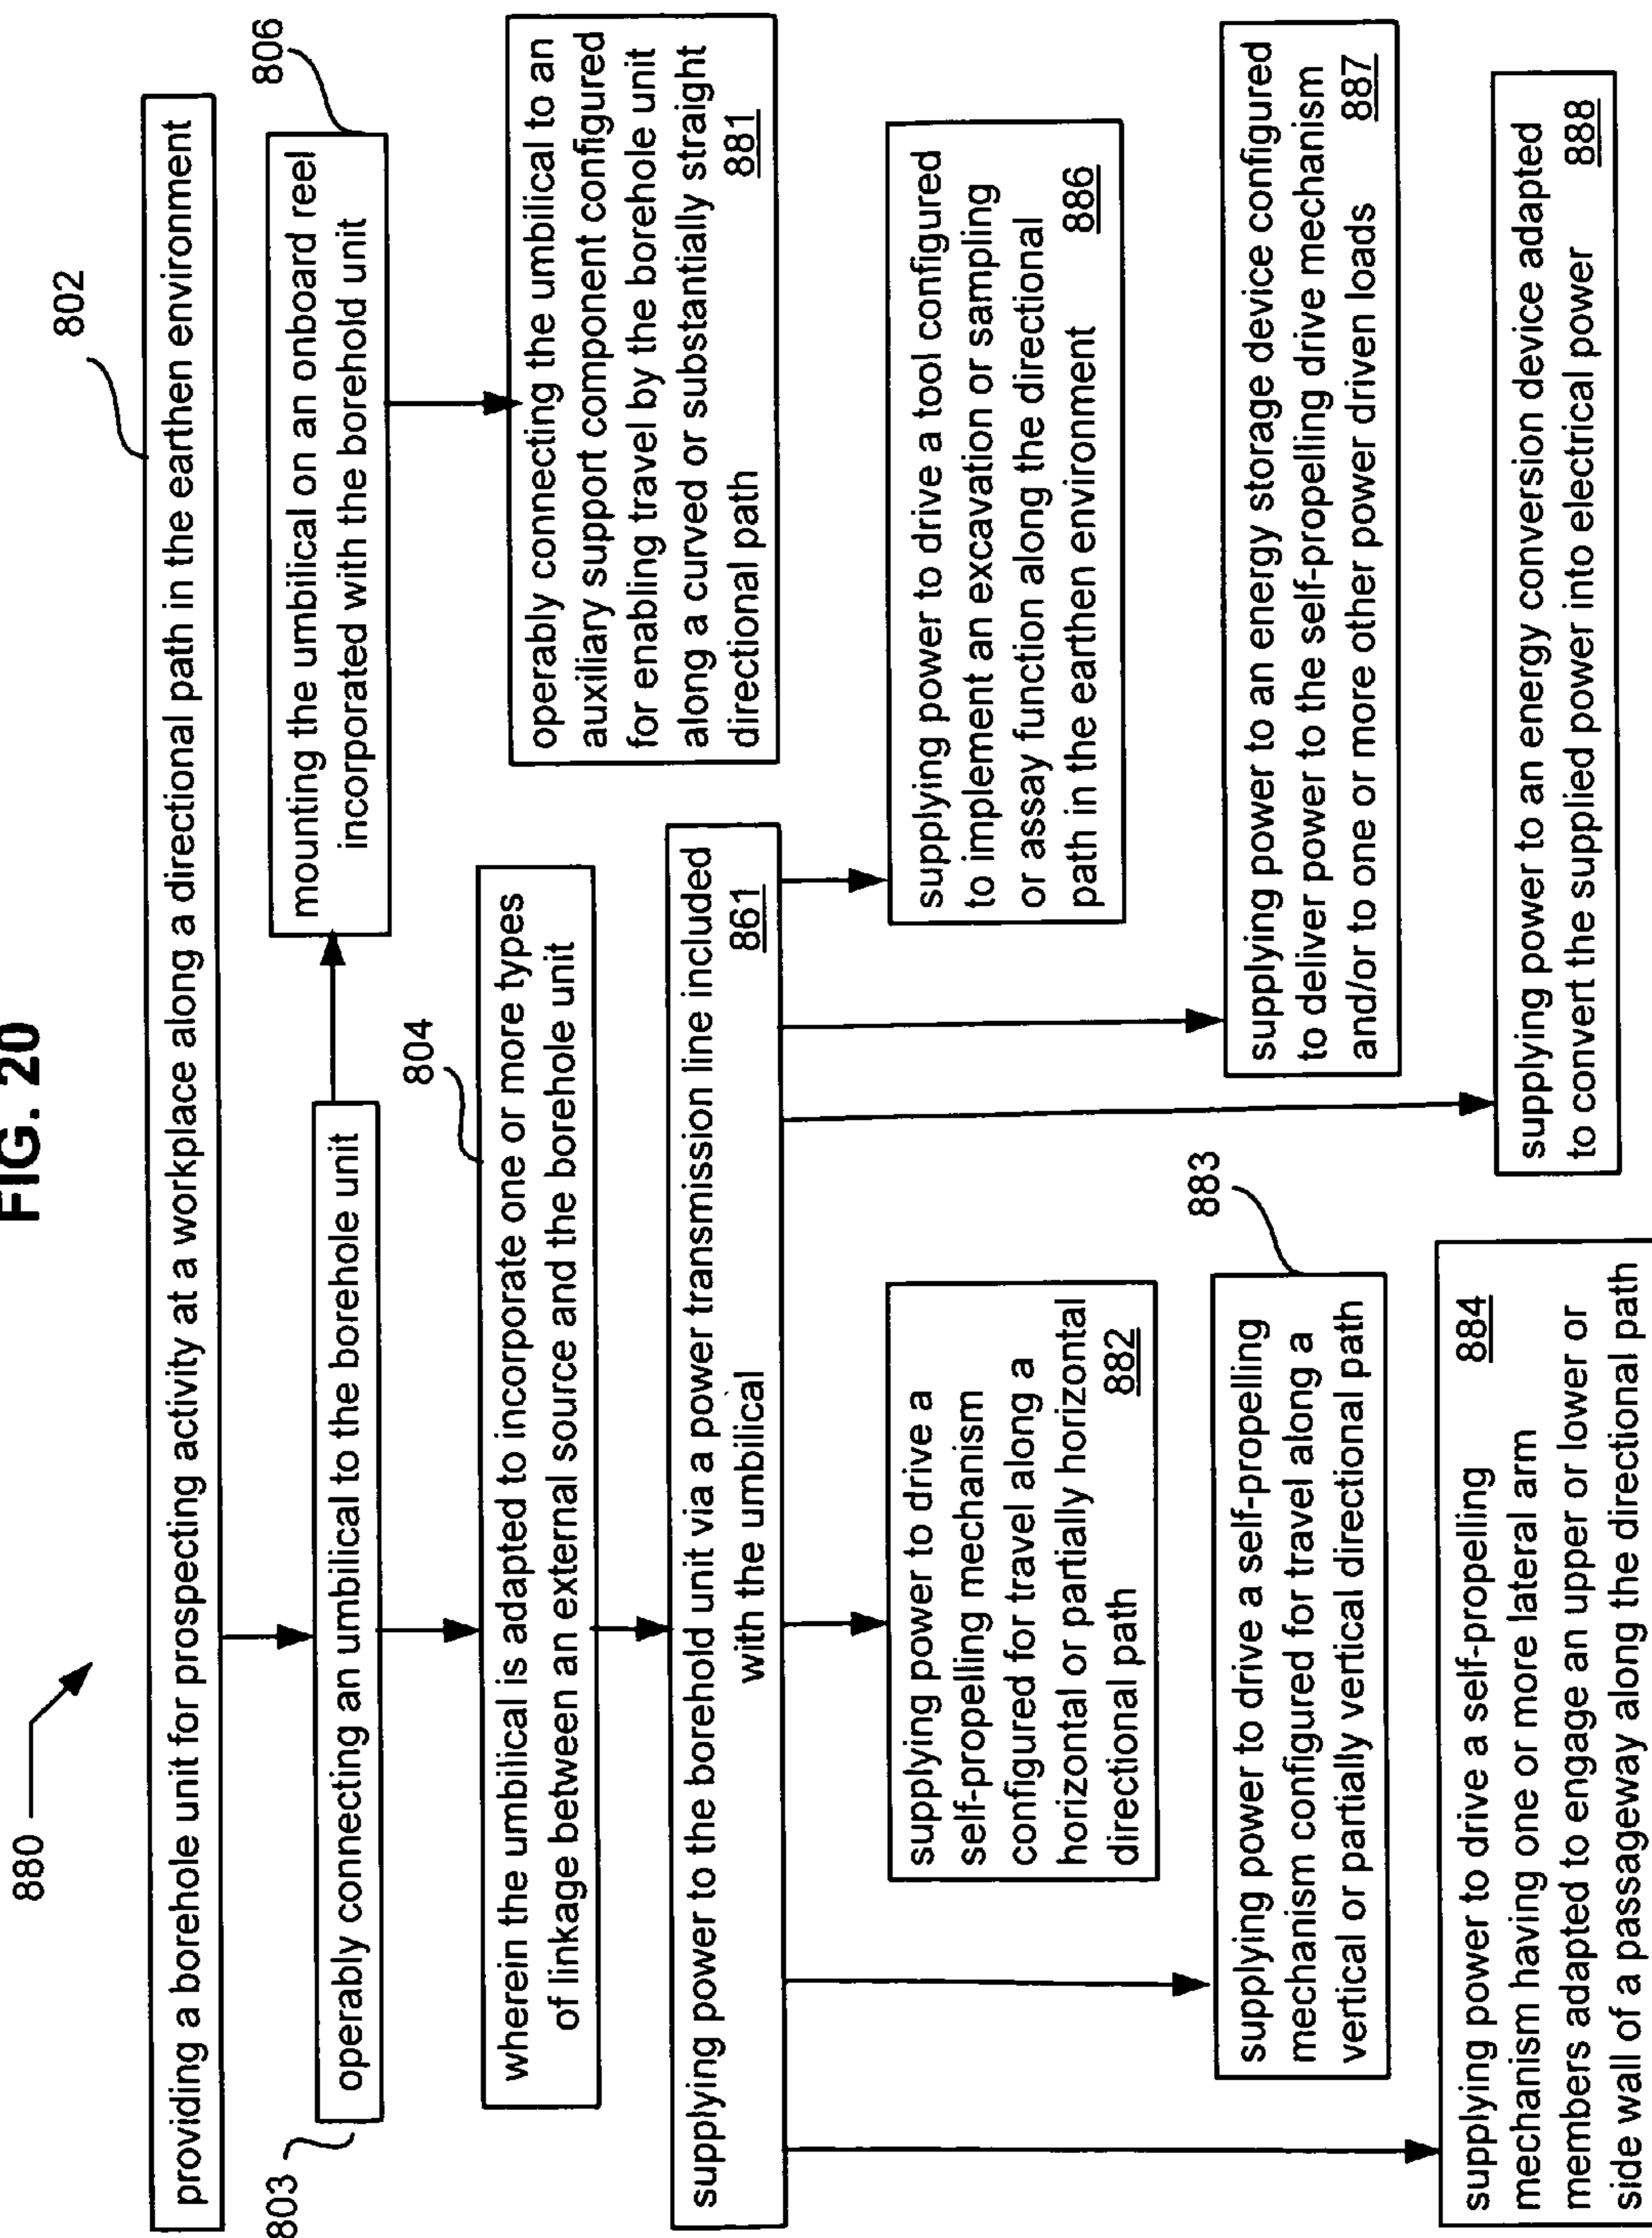 FIG. 20
880
802
providing a borehole unit for prospecting activity at a workplace along a directional path in the earthen environment
803
operably connecting an umbilical to the borehole unit
806
mounting the umbilical on an onboard reel
incorporated with the borehold unit
804
wherein the umbilical is adapted to incorporate one or more types
of linkage between an external source and the borehole unit
operably connecting the umbilical to an
auxiliary support component configured
for enabling travel by the borehole unit
along a curved or substantially straight
directional path 881
supplying power to the borehold unit via a power transmission line included
with the umbilical 861
supplying power to drive a
self-propelling mechanism
configured for travel along a
horizontal or partially horizontal
directional path 882
supplying power to drive a tool configured
to implement an excavation or sampling
or assay function along the directional
path in the earthen environment 886
883
supplying power to drive a self-propelling
mechanism configured for travel along a
vertical or partially vertical directional path
supplying power to an energy storage device configured
to deliver power to the self-propelling drive mechanism
and/or to one or more other power driven loads 887
supplying power to drive a self-propelling 884
mechanism having one or more lateral arm
members adapted to engage an upper or lower or
side wall of a passageway along the directional path
supplying power to an energy conversion device adapted
to convert the supplied power into electrical power 888